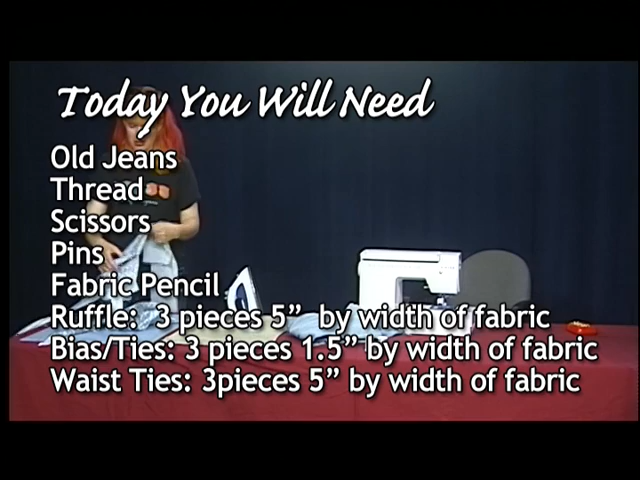 Today You Will Need
Old Jeans
Thread
Scissors
Pins
Fabric Pencil
Ruffle: 3 pieces 5” by width of fabric
Bias/Ties: 3 pieces 1.5” by width of fabric
Waist Ties: 3pieces 5” by width of fabric